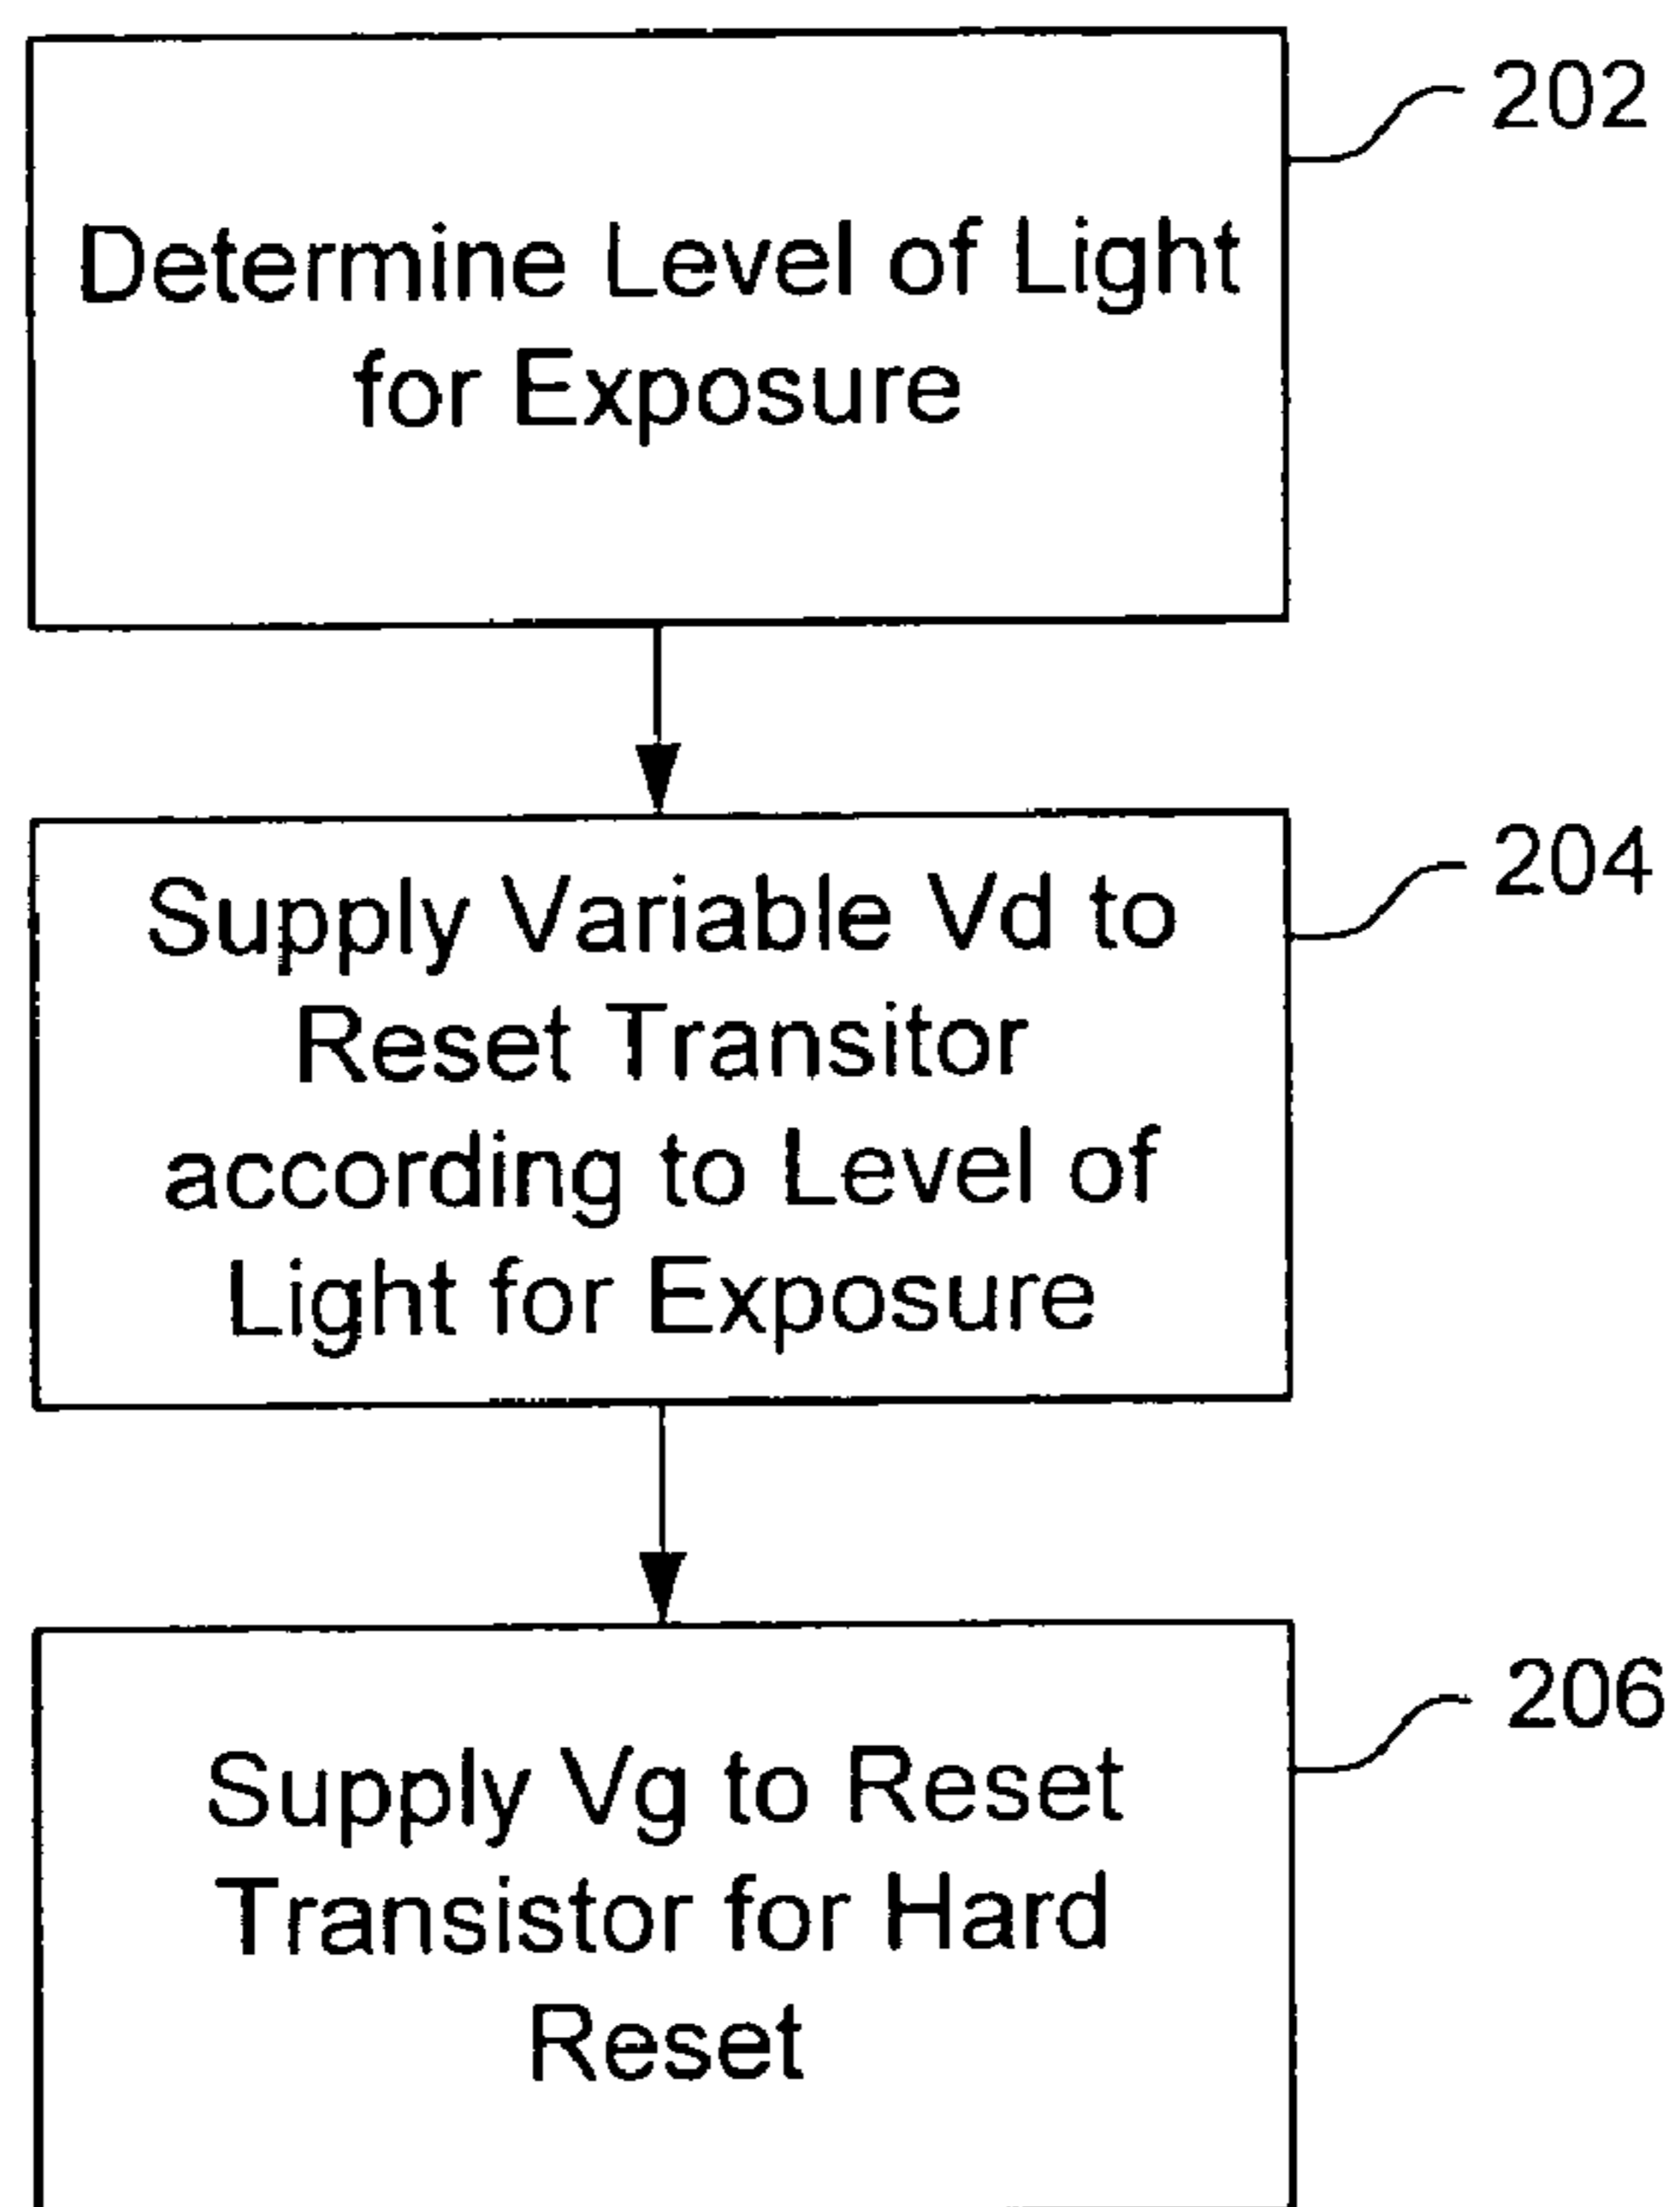 202
Determine Level of Light
for Exposure
204
Supply Variable Vd to
Reset Transitor
according to Level of
Light for Exposure
206
Supply Vg to Reset
Transistor for Hard
Reset